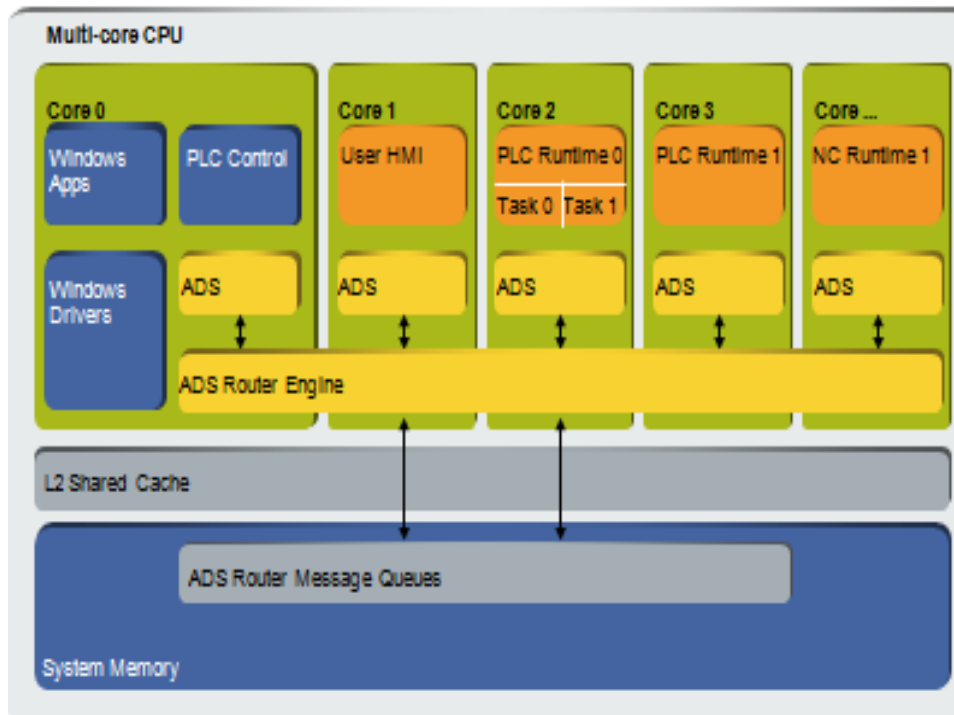 Multi-core CPU
Core 0
Core 1
Core 2
Core 3
Core ...
Windows
Apps
PLC Control
User HMI
PLC Runtime 0
Task 0
Task 1
PLC Runtime 1
NC Runtime 1
Windows
Drivers
ADS
ADS
ADS
ADS
ADS
ADS Router Engine
L2 Shared Cache
ADS Router Message Queues
System Memory